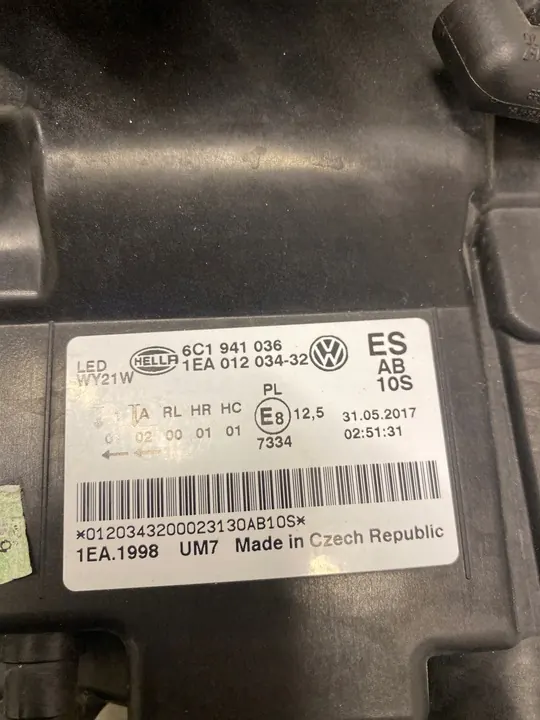 LED
WY21W
HELLA
6C1 941 036
1EA 012 034-32
ES
AB
10S
PL
E8 12,5
7334
31.05.2017
02:51:31
A RL HR HC
02 00 01 01
*0120343200023130AB10S*
1EA.1998 UM7 Made in Czech Republic